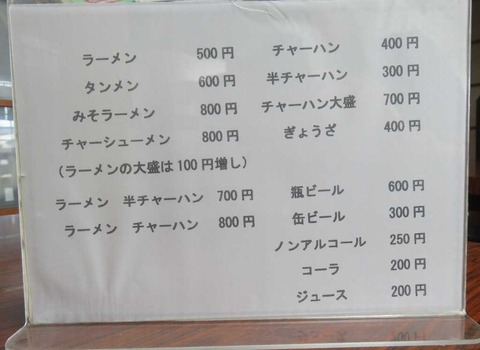 ラーメン 500円
タンメン 600円
みそラーメン 800円
チャーシューメン 800円
（ラーメンの大盛は100円増し）
ラーメン 半チャーハン 700円
ラーメン チャーハン 800円
チャーハン 400円
半チャーハン 300円
チャーハン大盛 700円
ぎょうざ 400円
瓶ビール 600円
缶ビール 300円
ノンアルコール 250円
コーラ 200円
ジュース 200円